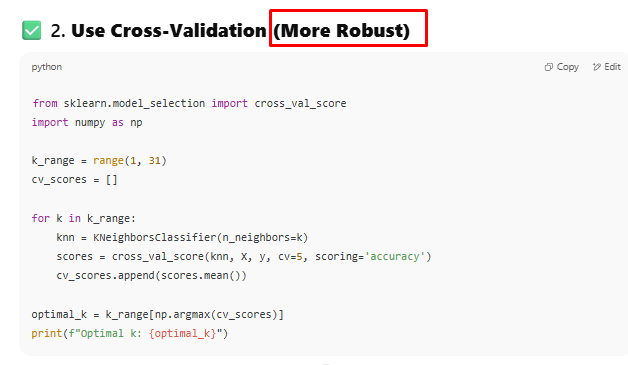 ✅ 2. Use Cross-Validation (More Robust)
python
Copy
Edit
from sklearn.model_selection import cross_val_score
import numpy as np
k_range = range(1, 31)
cv_scores = []
for k in k_range:
    knn = KNeighborsClassifier(n_neighbors=k)
    scores = cross_val_score(knn, X, y, cv=5, scoring='accuracy')
    cv_scores.append(scores.mean())
optimal_k = k_range[np.argmax(cv_scores)]
print(f"Optimal k: {optimal_k}")